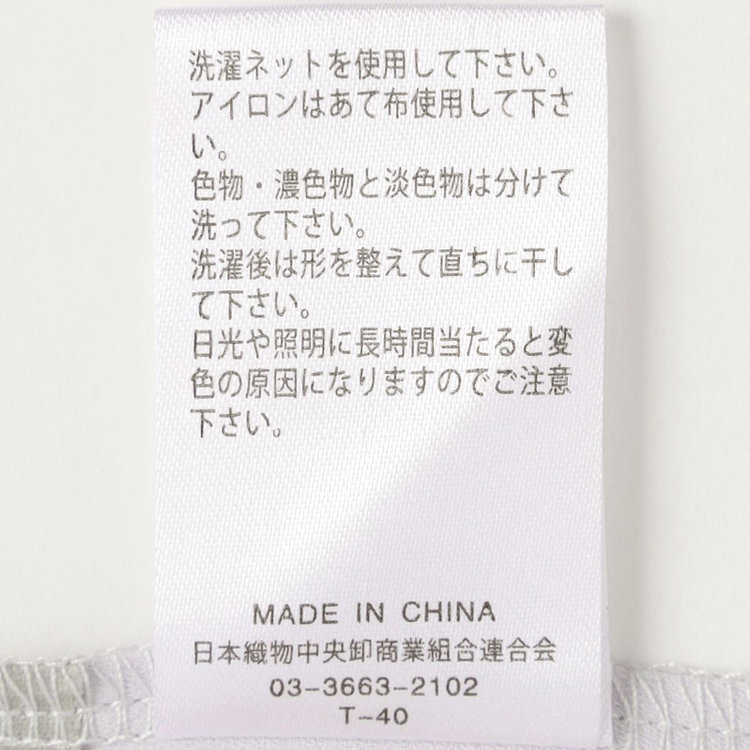 洗濯ネットを使用して下さい。
アイロンはあて布使用して下さ
い。
色物・濃色物と淡色物は分けて
洗って下さい。
洗濯後は形を整えて直ちに干し
て下さい。
日光や照明に長時間当たると変
色の原因になりますのでご注意
下さい。
MADE IN CHINA
日本織物中央卸商業組合連合会
03-3663-2102
T-40